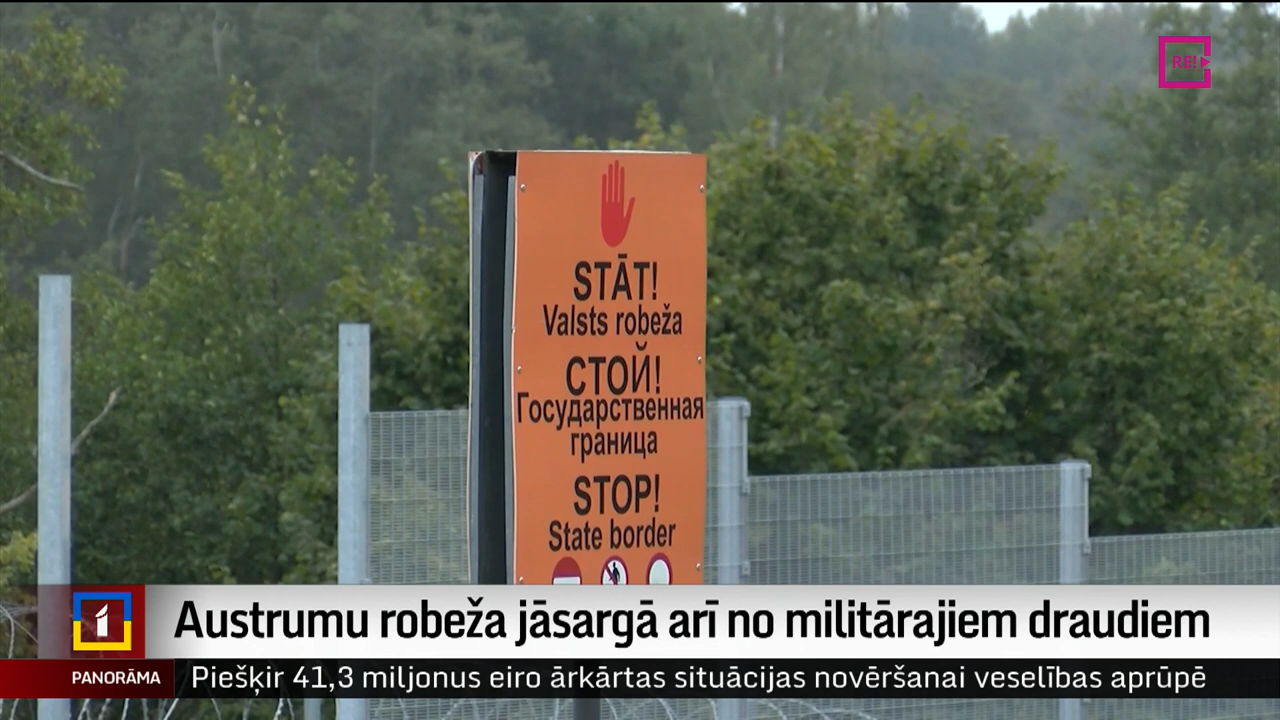 RE!
STĀT!
Valsts robeža
СТОЙ!
Государственная
граница
STOP!
State border
1
Austrumu robeža jāsargā arī no militārajiem draudiem
PANORĀMA
Piešķir 41,3 miljonus eiro ārkārtas situācijas novēršanai veselības aprūpē